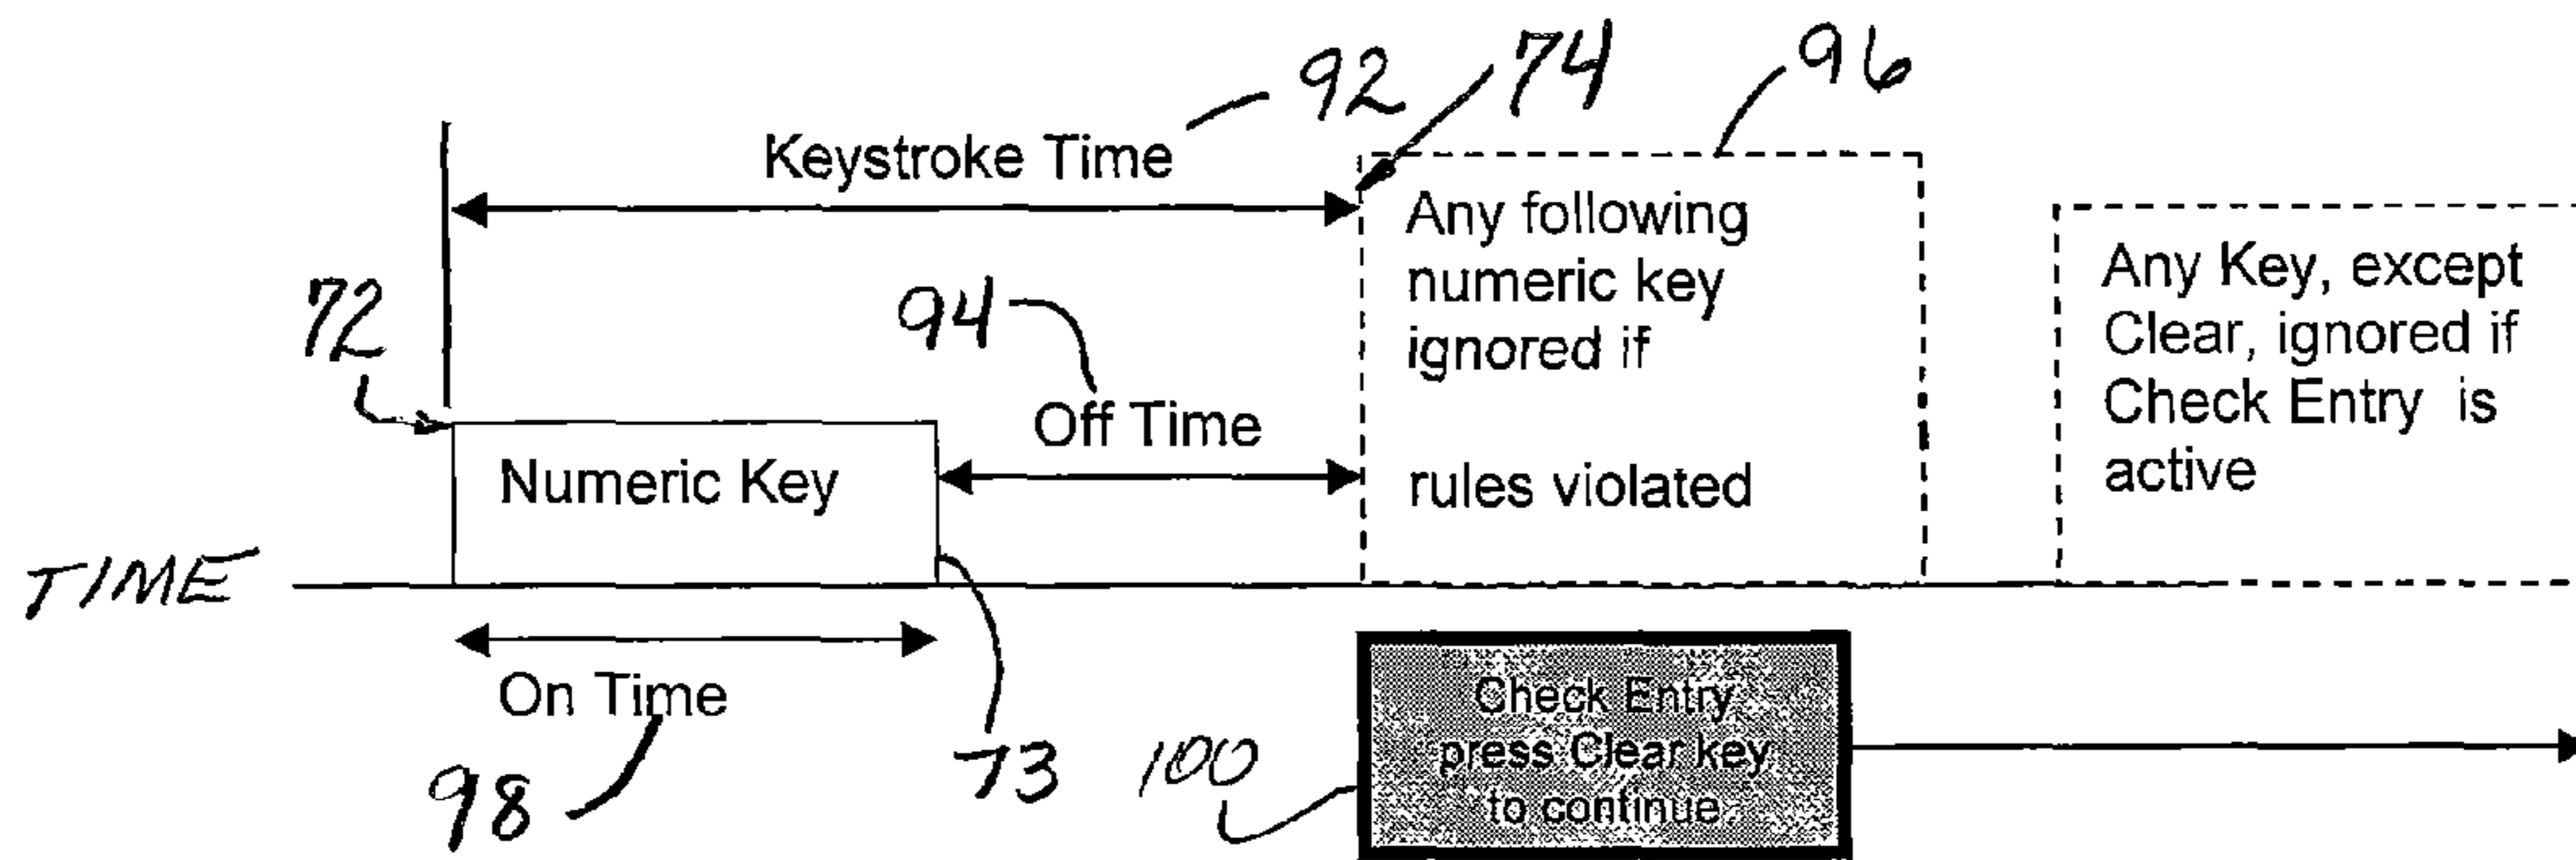 92
74
96
Keystroke Time
Any following
numeric key
ignored if
rules violated
Any Key, except
Clear, ignored if
Check Entry is
active
72
94
Off Time
Numeric Key
TIME
On Time
98
73
100
Check Entry
press Clear key
to continue